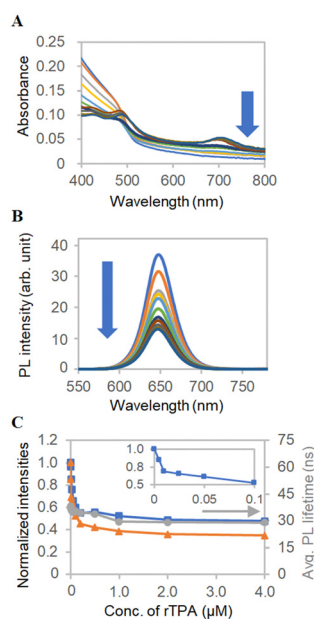 A
Absorbance
0.25
0.20
0.15
0.10
0.05
0
400 500 600 700 800
Wavelength (nm)
B
PL intensity (arb. unit)
40
30
20
10
0
550 600 650 700 750
Wavelength (nm)
C
Normalized intensities
1.2
1.0
0.8
0.6
0.4
0.2
0
0 1.0 2.0 3.0 4.0
Conc. of rTPA (μM)
75
60
45
30
15
0
Avg. PL lifetime (ns)
1.0
0.8
0.5
0 0.05 0.1